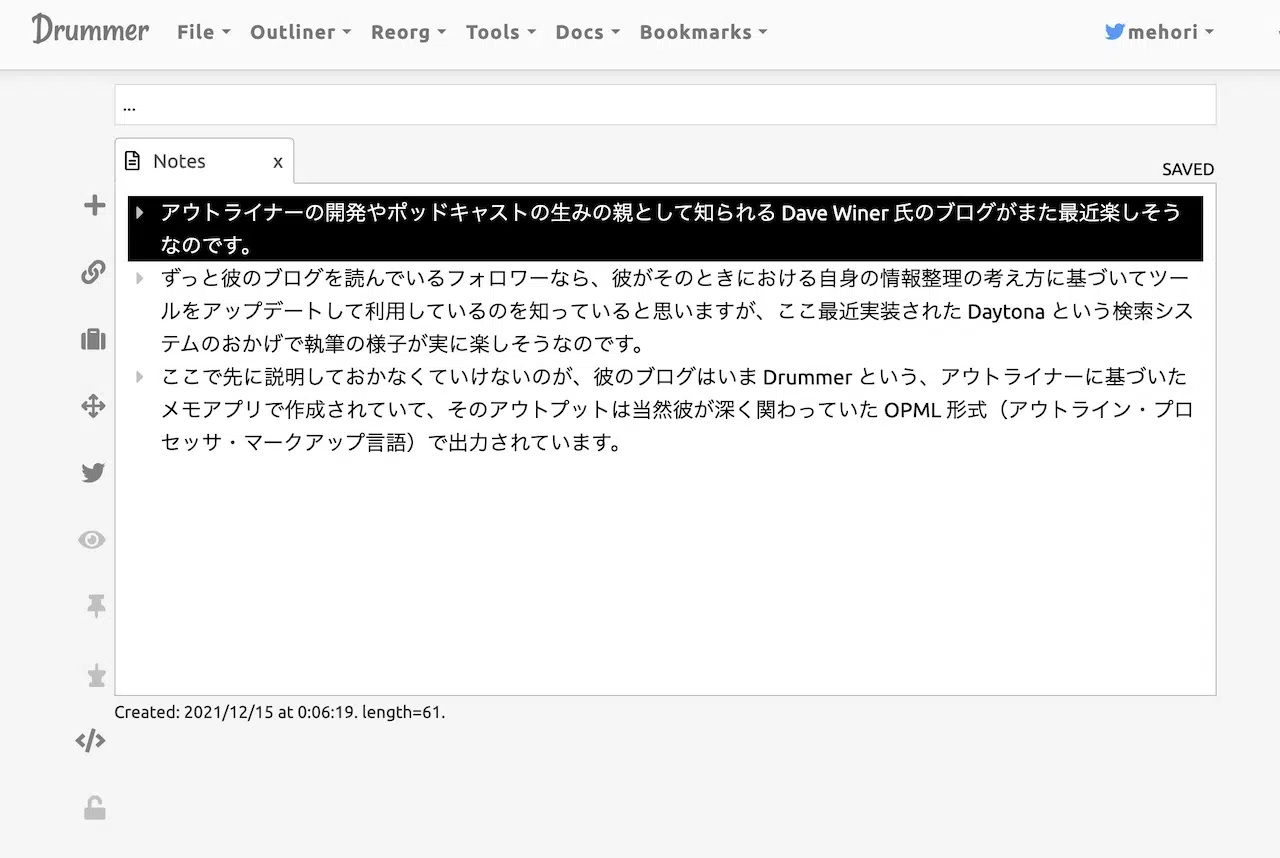 Drummer File Outliner Reorg Tools Docs Bookmarks mehori
...
Notes x
SAVED
アウトライナーの開発やポッドキャストの生みの親として知られる Dave Winer 氏のブログがまた最近楽しそう
なのです。
ずっと彼のブログを読んでいるフォロワーなら、彼がそのときにおける自身の情報整理の考え方に基づいてツー
ルをアップデートして利用しているのを知っていると思いますが、ここ最近実装された Daytona という検索シス
テムのおかげで執筆の様子が実に楽しそうなのです。
ここで先に説明しておかなくていけないのが、彼のブログはいま Drummer という、アウトライナーに基づいた
メモアプリで作成されていて、そのアウトプットは当然彼が深く関わっていた OPML 形式（アウトライン・プロ
セッサ・マークアップ言語）で出力されています。
Created: 2021/12/15 at 0:06:19. length=61.